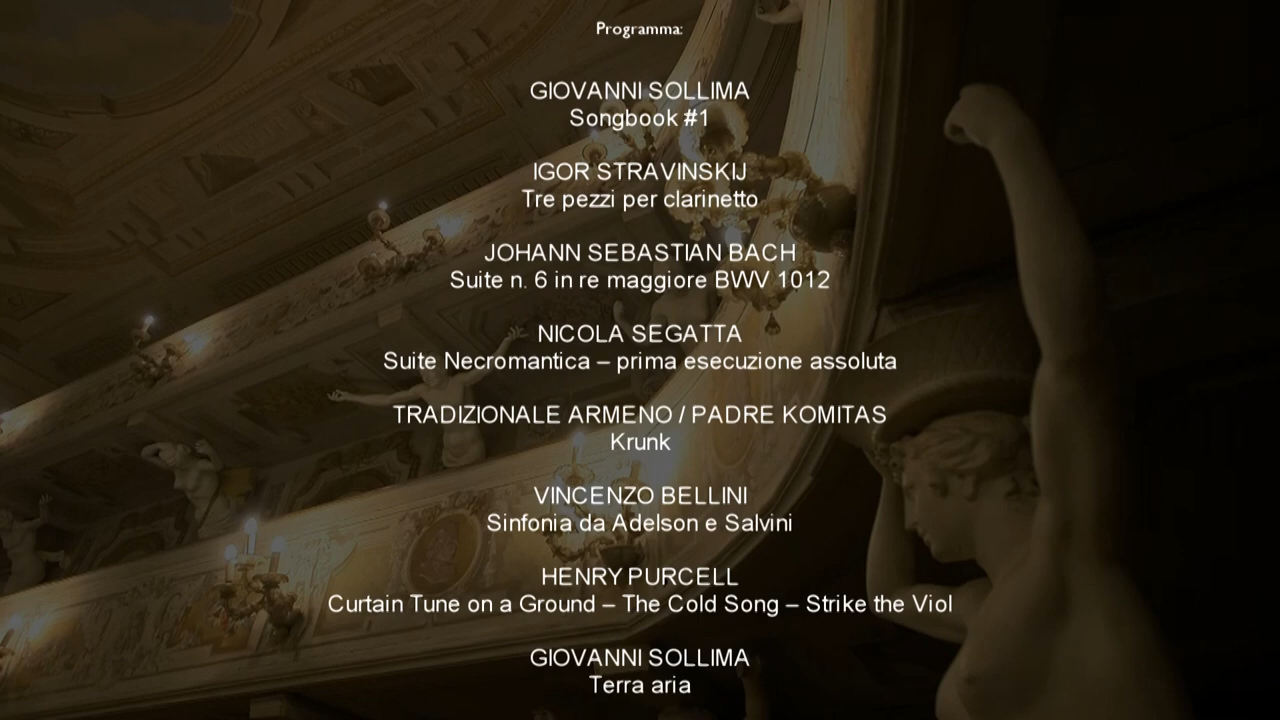 Programma:
GIOVANNI SOLLIMA
Songbook #1
IGOR STRAVINSKIJ
Tre pezzi per clarinetto
JOHANN SEBASTIAN BACH
Suite n. 6 in re maggiore BWV 1012
NICOLA SEGATTA
Suite Necromantica – prima esecuzione assoluta
TRADIZIONALE ARMENO / PADRE KOMITAS
Krunk
VINCENZO BELLINI
Sinfonia da Adelson e Salvini
HENRY PURCELL
Curtain Tune on a Ground – The Cold Song – Strike the Viol
GIOVANNI SOLLIMA
Terra aria